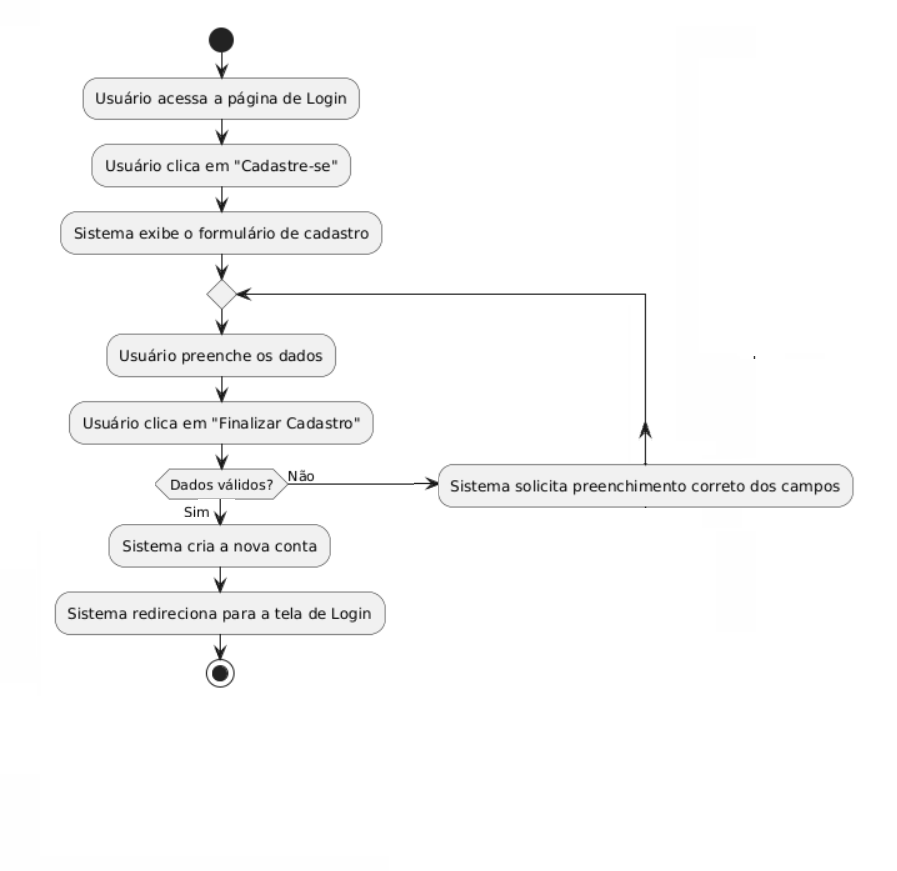 Usuário acessa a página de Login
Usuário clica em "Cadastre-se"
Sistema exibe o formulário de cadastro
Usuário preenche os dados
Usuário clica em "Finalizar Cadastro"
Dados válidos?
Não
Sistema solicita preenchimento correto dos campos
Sim
Sistema cria a nova conta
Sistema redireciona para a tela de Login